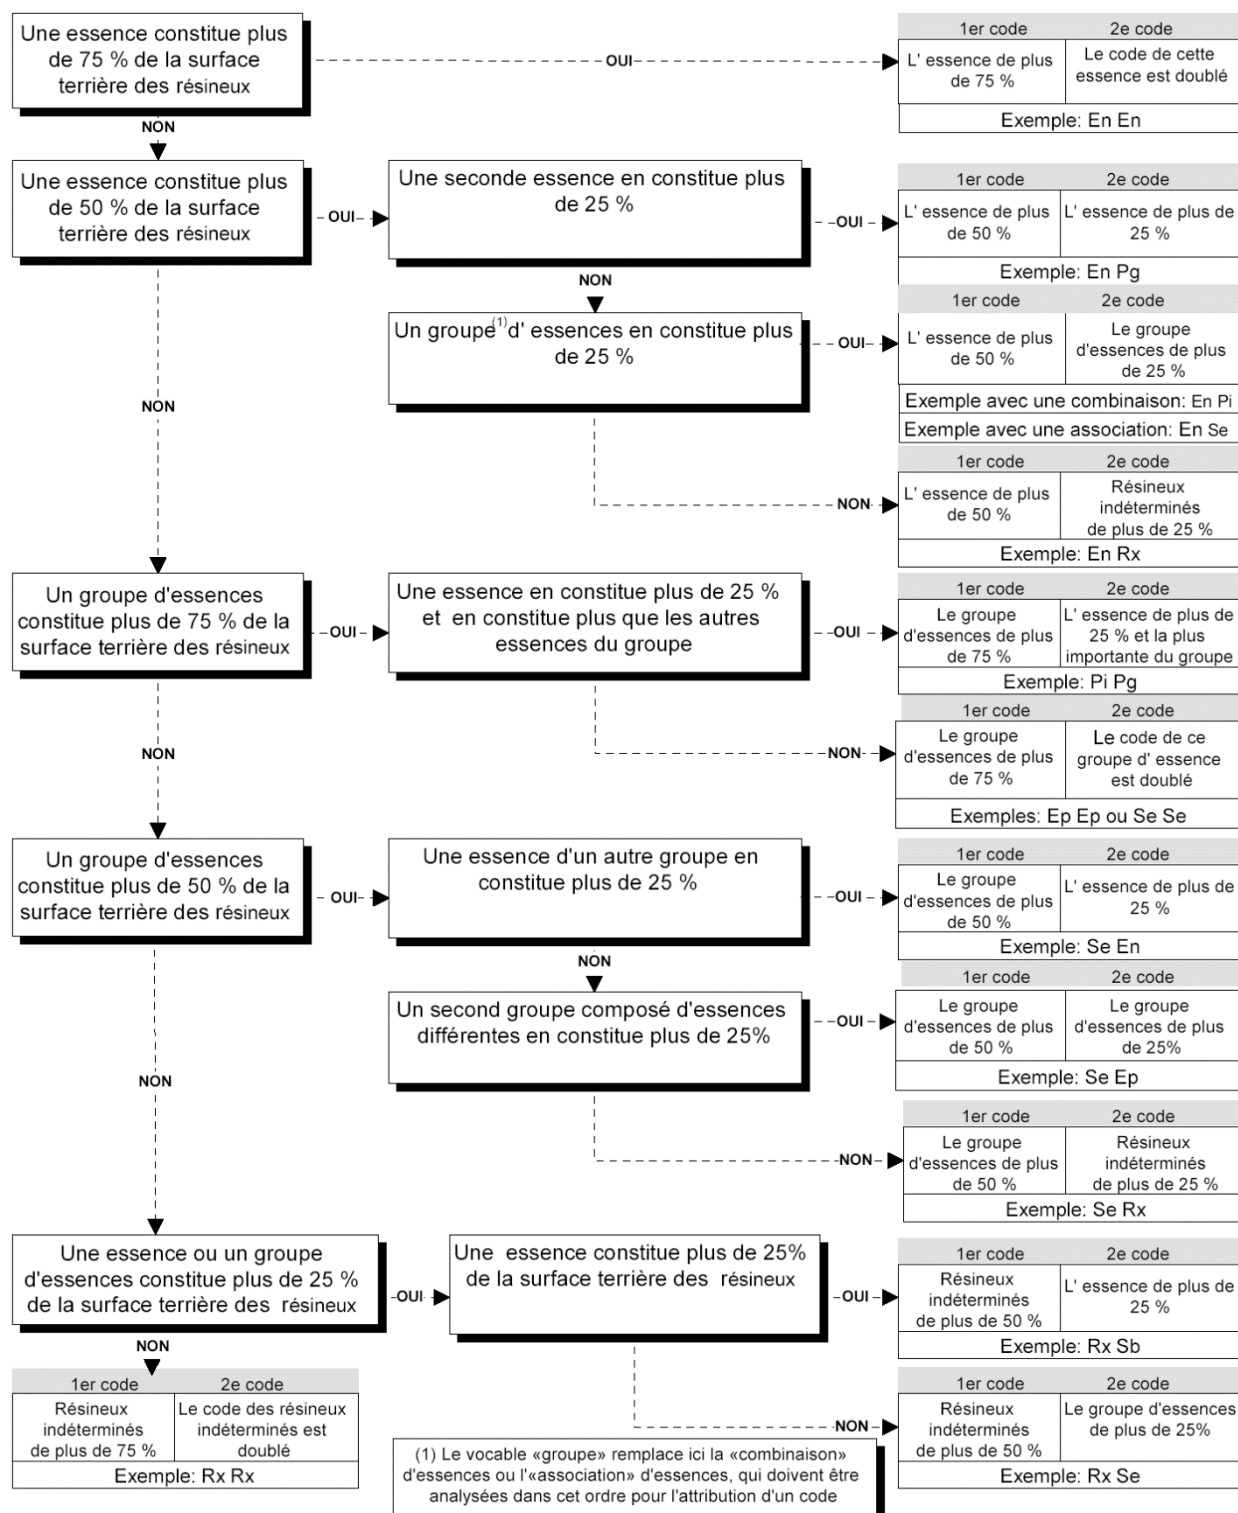 Une essence constitue plus
de 75 % de la surface
terrière des résineux
OUI
1er code 2e code
L' essence de plus
de 75 %
Le code de cette
essence est doublé
Exemple: En En
NON
Une essence constitue plus
de 50 % de la surface
terrière des résineux
OUI
Une seconde essence en constitue plus
de 25 %
OUI
1er code 2e code
L' essence de plus
de 50 %
L' essence de plus de
25 %
Exemple: En Pg
NON
Un groupe(1) d' essences en constitue plus
de 25 %
OUI
1er code 2e code
L' essence de plus
de 50 %
Le groupe
d'essences de plus
de 25 %
Exemple avec une combinaison: En Pi
Exemple avec une association: En Se
NON
1er code 2e code
L' essence de plus
de 50 %
Résineux
indéterminés
de plus de 25 %
Exemple: En Rx
NON
Un groupe d'essences
constitue plus de 75 % de la
surface terrière des résineux
OUI
Une essence en constitue plus de 25 %
et en constitue plus que les autres
essences du groupe
OUI
1er code 2e code
Le groupe
d'essences de plus
de 75 %
L' essence de plus de
25 % et la plus
importante du groupe
Exemple: Pi Pg
NON
1er code 2e code
Le groupe
d'essences de plus
de 75 %
Le code de ce
groupe d' essence
est doublé
Exemples: Ep Ep ou Se Se
NON
Un groupe d'essences
constitue plus de 50 % de la
surface terrière des résineux
OUI
Une essence d'un autre groupe en
constitue plus de 25 %
OUI
1er code 2e code
Le groupe
d'essences de plus
de 50 %
L' essence de plus de
25 %
Exemple: Se En
NON
Un second groupe composé d'essences
différentes en constitue plus de 25%
OUI
1er code 2e code
Le groupe
d'essences de plus
de 50 %
Le groupe
d'essences de plus
de 25%
Exemple: Se Ep
NON
1er code 2e code
Le groupe
d'essences de plus
de 50 %
Résineux
indéterminés
de plus de 25 %
Exemple: Se Rx
NON
Une essence ou un groupe
d'essences constitue plus de 25 %
de la surface terrière des résineux
OUI
Une essence constitue plus de 25%
de la surface terrière des résineux
OUI
1er code 2e code
Résineux
indéterminés
de plus de 50 %
L' essence de plus de
25 %
Exemple: Rx Sb
NON
1er code 2e code
Résineux
indéterminés
de plus de 75 %
Le code des résineux
indéterminés est
doublé
Exemple: Rx Rx
NON
1er code 2e code
Résineux
indéterminés
de plus de 50 %
Le groupe d'essences
de plus de 25%
Exemple: Rx Se
(1) Le vocable «groupe» remplace ici la «combinaison»
d'essences ou l'«association» d'essences, qui doivent être
analysées dans cet ordre pour l'attribution d'un code